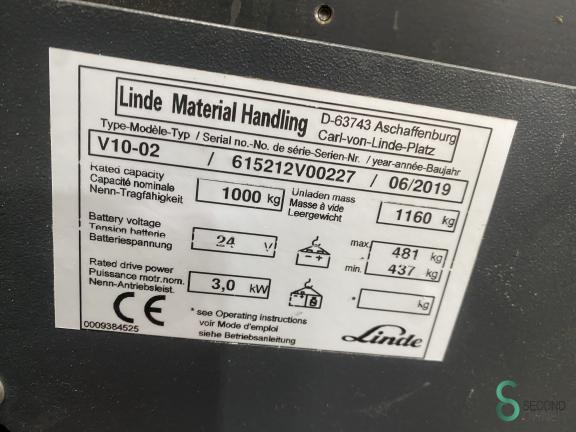 Linde Material Handling
D-63743 Aschaffenburg
Carl-von-Linde-Platz
Type-Modèle-Typ / Serial no.-No. de série-Serien-Nr. / year-année-Baujahr
V10-02 / 615212V00227 / 06/2019
Rated capacity
Capacité nominale
Nenn-Tragfähigkeit
1000 kg
Unladen mass
Masse à vide
Leergewicht
1160 kg
Battery voltage
Tension batterie
Batteriespannung
24 V
- +
max. 481 kg
min. 437 kg
Rated drive power
Puissance motr.nom.
Nenn-Antriebsleist.
3,0 kW
* kg
CE
0009384525
* see Operating instructions
voir Mode d'emploi
siehe Betriebsanleitung
Linde
SECOND